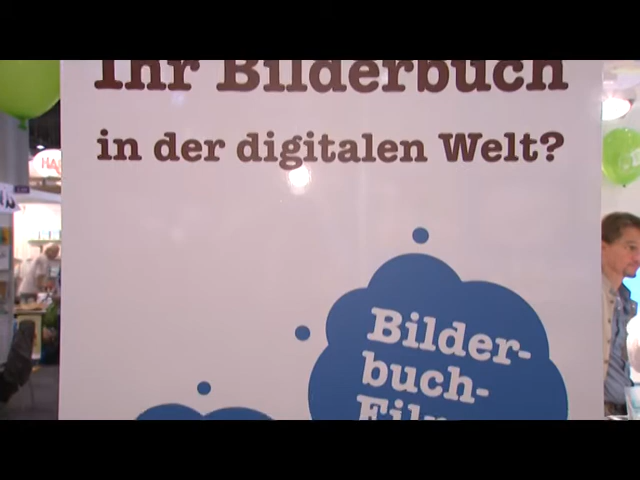 Ihr Bilderbuch
in der digitalen Welt?
Bilder-
buch-